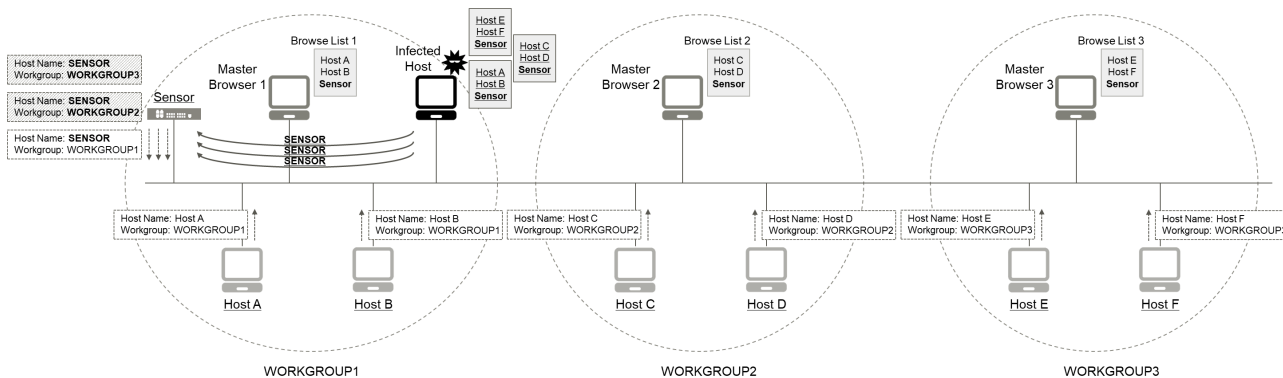 Host Name: SENSOR
Workgroup: WORKGROUP3
Host Name: SENSOR
Workgroup: WORKGROUP2
Host Name: SENSOR
Workgroup: WORKGROUP1
Sensor
Master
Browser 1
Browse List 1
Host A
Host B
Sensor
Infected
Host
Host E
Host F
Sensor
Host C
Host D
Sensor
Host A
Host B
Sensor
SENSOR
SENSOR
SENSOR
Host Name: Host A
Workgroup: WORKGROUP1
Host A
Host Name: Host B
Workgroup: WORKGROUP1
Host B
WORKGROUP1
Master
Browser 2
Browse List 2
Host C
Host D
Sensor
Host Name: Host C
Workgroup: WORKGROUP2
Host C
Host Name: Host D
Workgroup: WORKGROUP2
Host D
WORKGROUP2
Master
Browser 3
Browse List 3
Host E
Host F
Sensor
Host Name: Host E
Workgroup: WORKGROUP3
Host E
Host Name: Host F
Workgroup: WORKGROUP3
Host F
WORKGROUP3